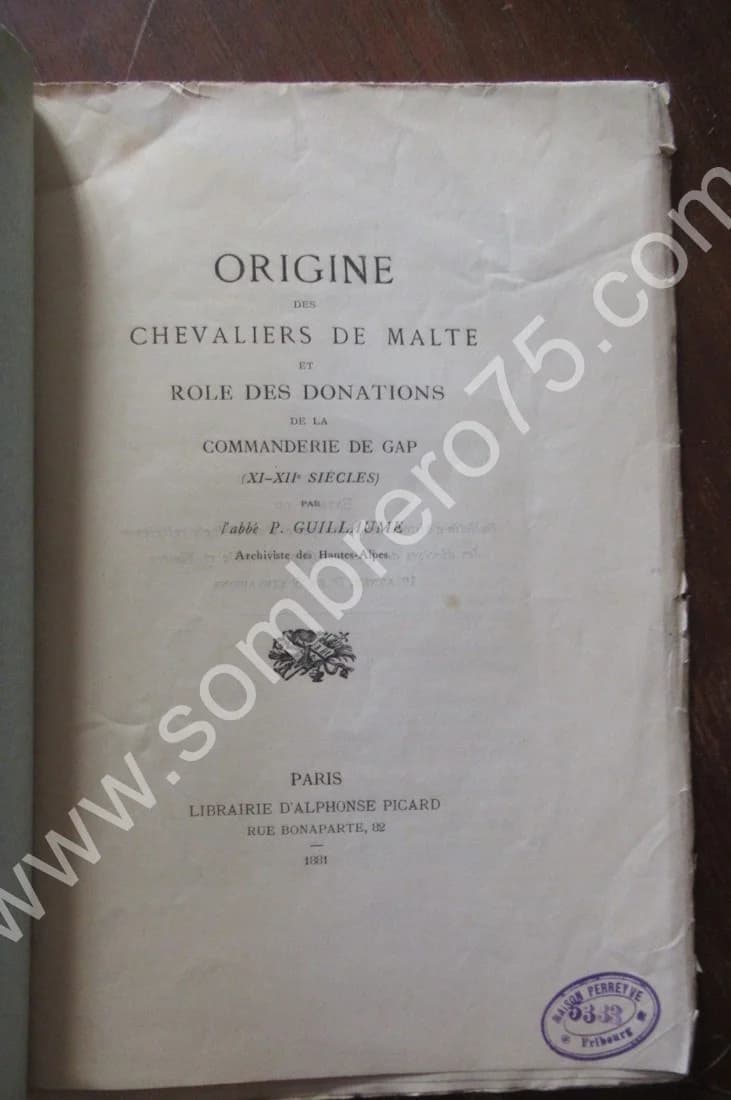 ORIGINE
DES
CHEVALIERS DE MALTE
ET
ROLE DES DONATIONS
DE LA
COMMANDERIE DE GAP
(XI–XIIe SIÈCLES)
PAR
l'abbé P. GUILLAUME
Archiviste des Hautes-Alpes
PARIS
LIBRAIRIE D'ALPHONSE PICARD
RUE BONAPARTE, 82
1881
MAISON PERREYVE
Fribourg
www.sombrero75.com